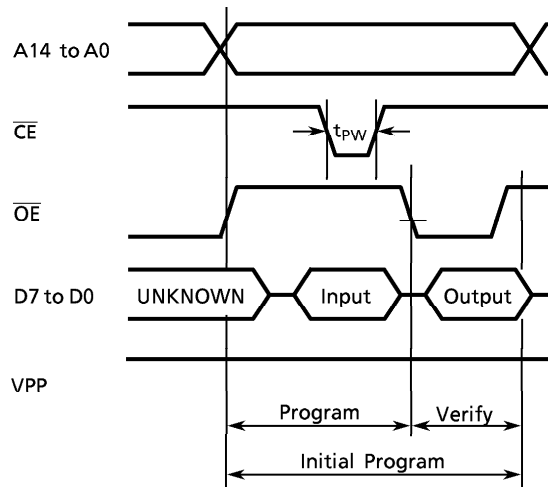 A14 to A0
CE
tPW
OE
D7 to D0
UNKNOWN
Input
Output
VPP
Program
Verify
Initial Program